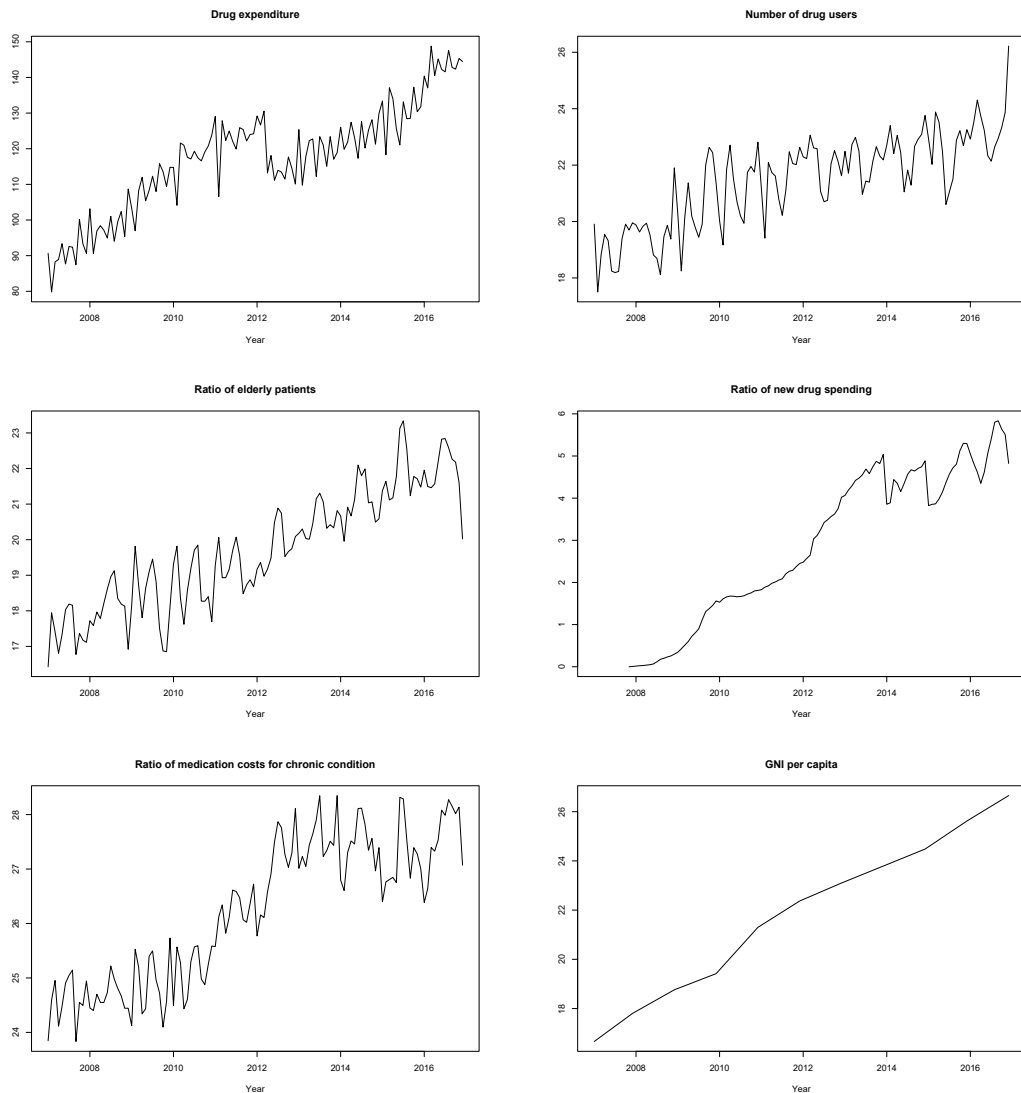 Drug expenditure
150
140
130
120
110
100
90
80
2008 2010 2012 2014 2016
Year
Number of drug users
26
24
22
20
18
2008 2010 2012 2014 2016
Year
Ratio of elderly patients
23
22
21
20
19
18
17
2008 2010 2012 2014 2016
Year
Ratio of new drug spending
6
5
4
3
2
1
0
2008 2010 2012 2014 2016
Year
Ratio of medication costs for chronic condition
28
27
26
25
24
2008 2010 2012 2014 2016
Year
GNI per capita
26
24
22
20
18
2008 2010 2012 2014 2016
Year